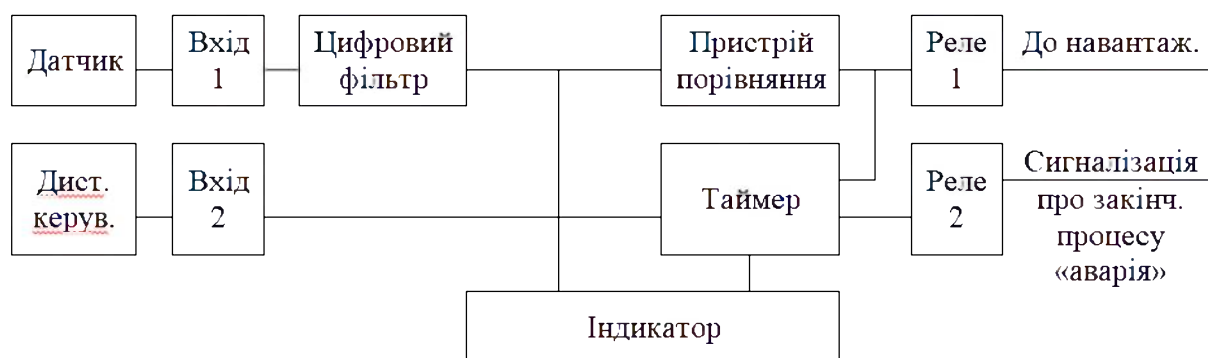 Датчик
Вхід
1
Цифровий
фільтр
Пристрій
порівняння
Реле
1
До навантаж.
Дист.
керув.
Вхід
2
Таймер
Реле
2
Сигналізація
про закінч.
процесу
«аварія»
Індикатор